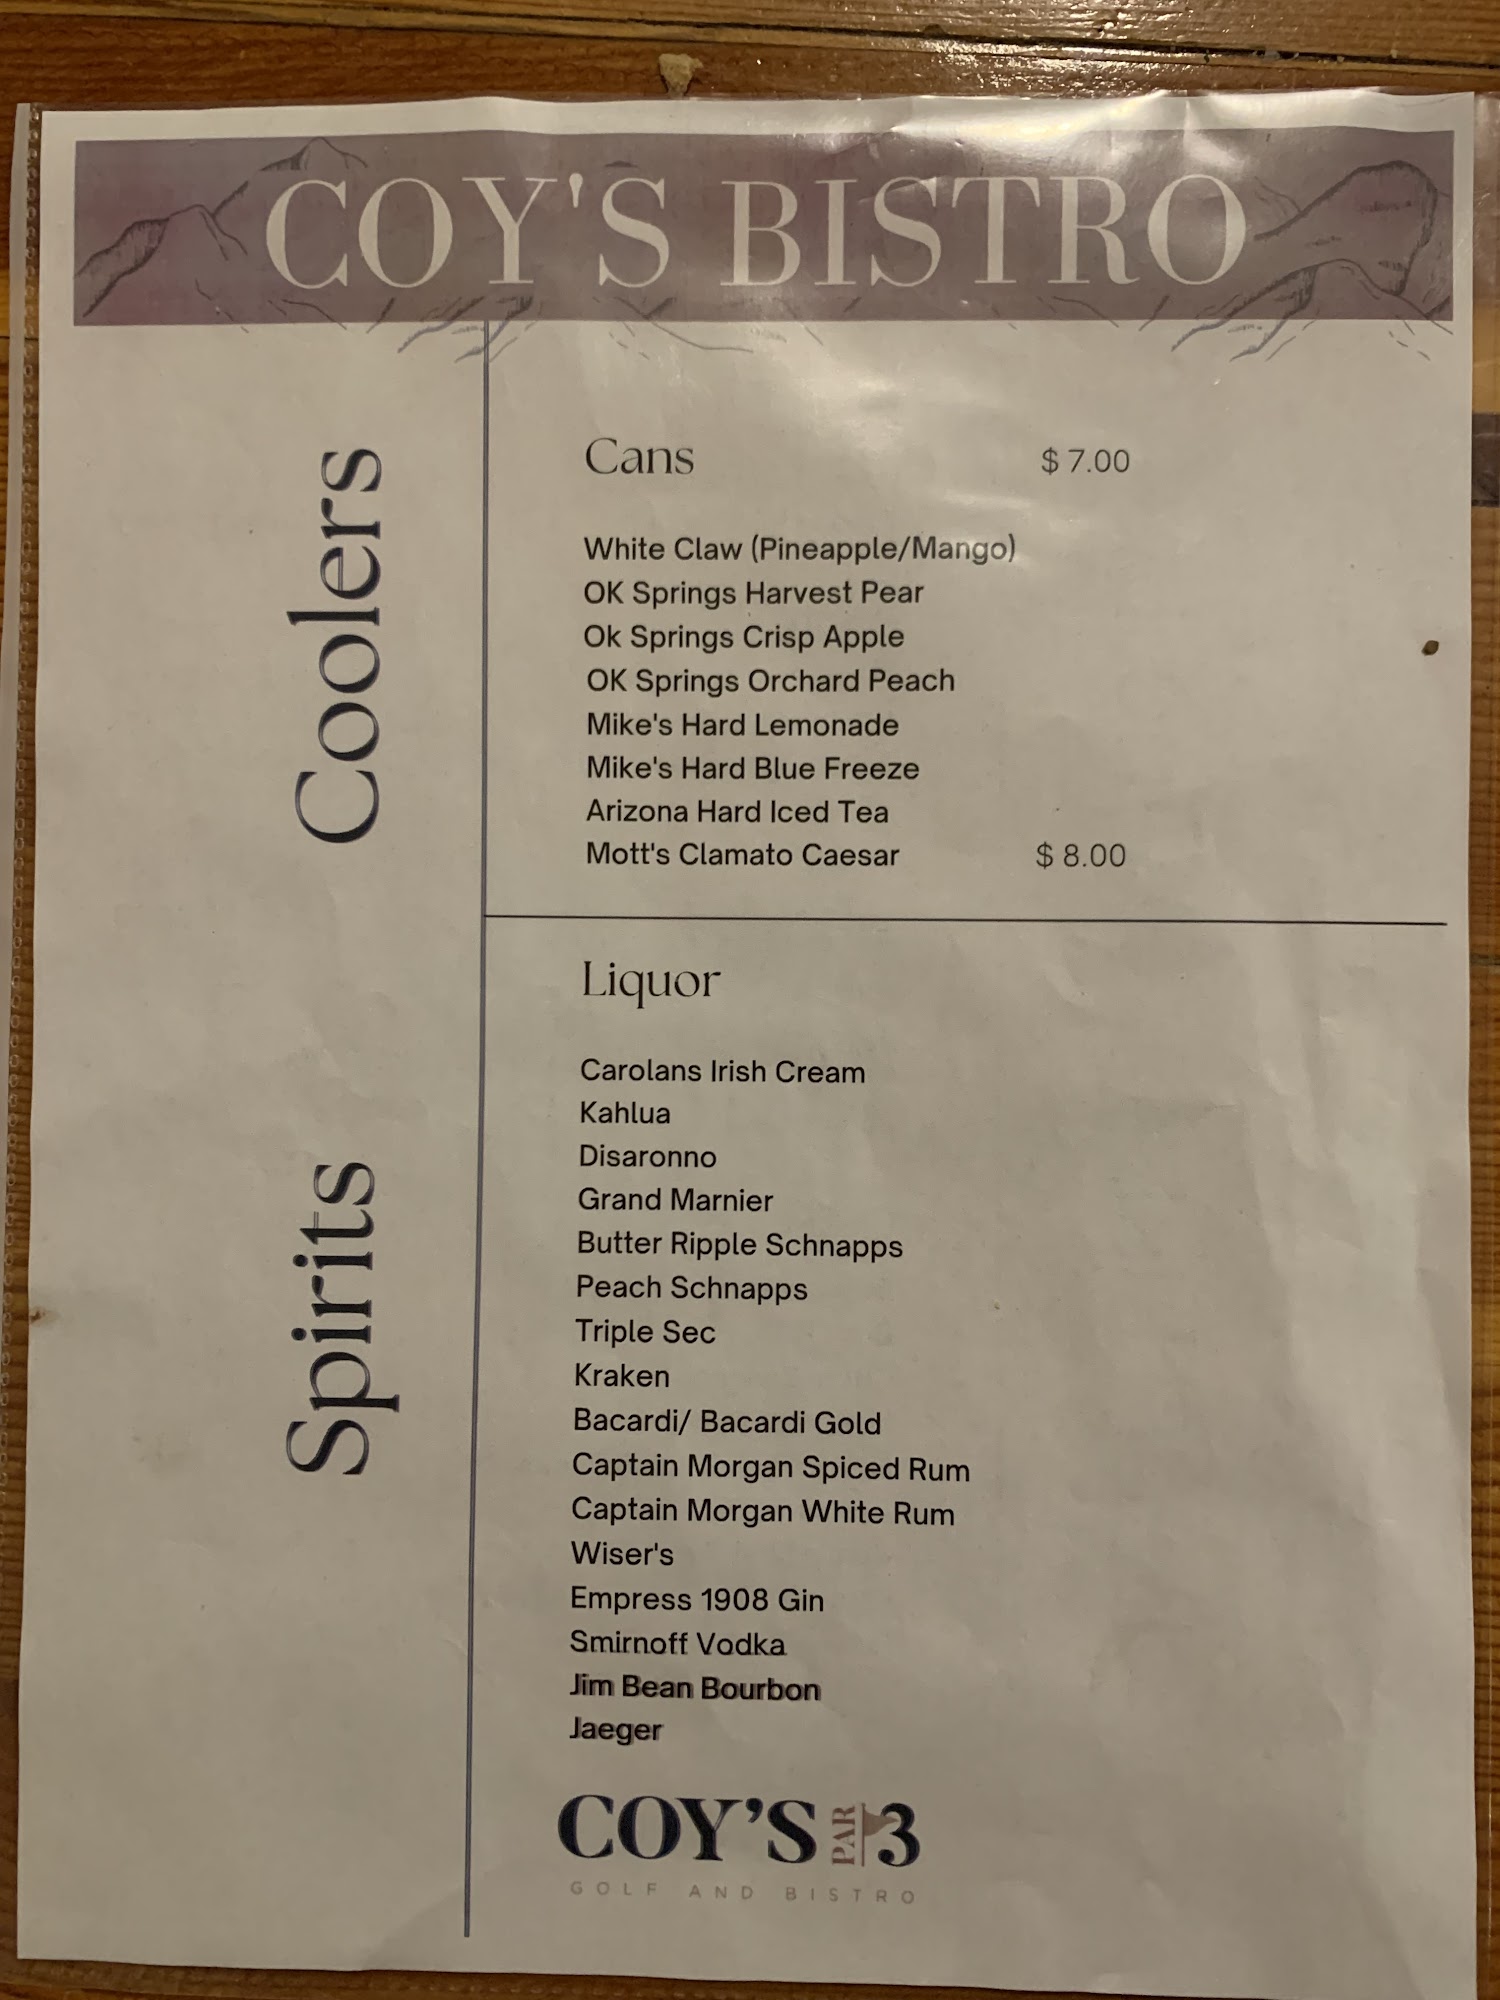 COY'S BISTRO
Coolers
Cans $ 7.00
White Claw (Pineapple/Mango)
OK Springs Harvest Pear
Ok Springs Crisp Apple
OK Springs Orchard Peach
Mike's Hard Lemonade
Mike's Hard Blue Freeze
Arizona Hard Iced Tea
Mott's Clamato Caesar $ 8.00
Spirits
Liquor
Carolans Irish Cream
Kahlua
Disaronno
Grand Marnier
Butter Ripple Schnapps
Peach Schnapps
Triple Sec
Kraken
Bacardi/ Bacardi Gold
Captain Morgan Spiced Rum
Captain Morgan White Rum
Wiser's
Empress 1908 Gin
Smirnoff Vodka
Jim Bean Bourbon
Jaeger
COY'S PAR 3
GOLF AND BISTRO